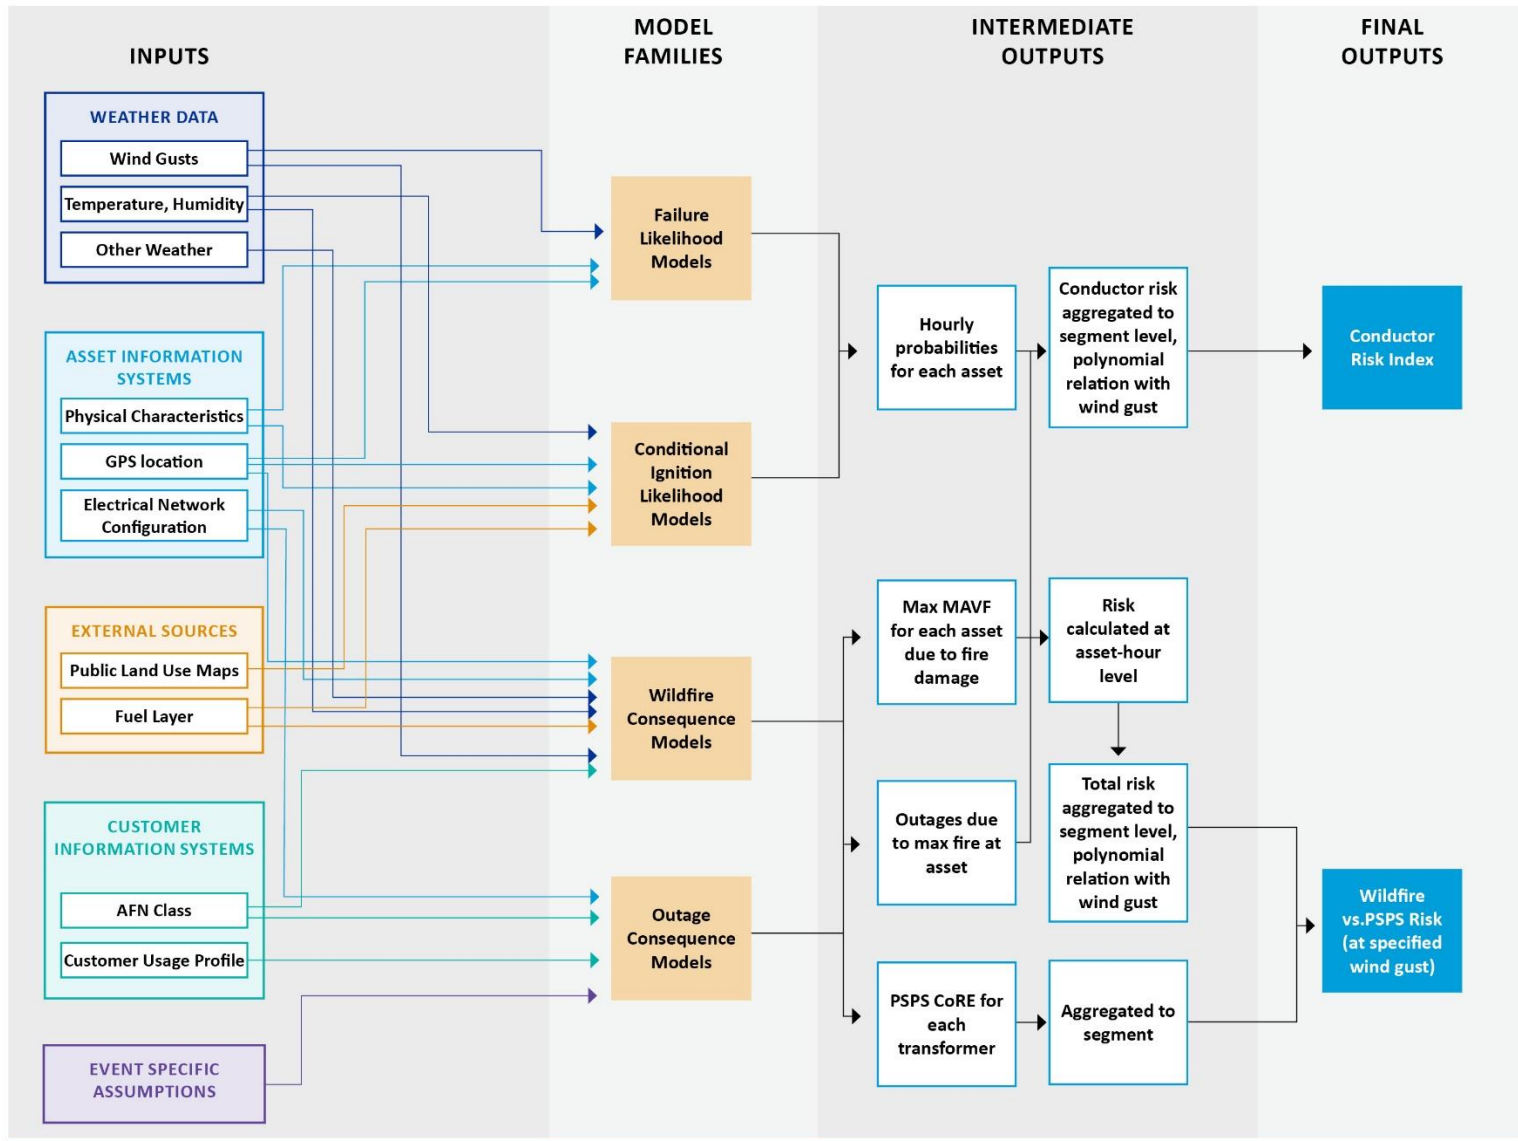 INPUTS
MODEL
FAMILIES
INTERMEDIATE
OUTPUTS
FINAL
OUTPUTS
WEATHER DATA
Wind Gusts
Temperature, Humidity
Other Weather
ASSET INFORMATION
SYSTEMS
Physical Characteristics
GPS location
Electrical Network
Configuration
EXTERNAL SOURCES
Public Land Use Maps
Fuel Layer
CUSTOMER
INFORMATION SYSTEMS
AFN Class
Customer Usage Profile
EVENT SPECIFIC
ASSUMPTIONS
Failure
Likelihood
Models
Conditional
Ignition
Likelihood
Models
Wildfire
Consequence
Models
Outage
Consequence
Models
Hourly
probabilities
for each asset
Conductor risk
aggregated to
segment level,
polynomial
relation with
wind gust
Max MAVF
for each asset
due to fire
damage
Risk
calculated at
asset-hour
level
Outages due
to max fire at
asset
Total risk
aggregated to
segment level,
polynomial
relation with
wind gust
PSPS CoRE for
each
transformer
Aggregated to
segment
Conductor
Risk Index
Wildfire
vs.PSPS Risk
(at specified
wind gust)